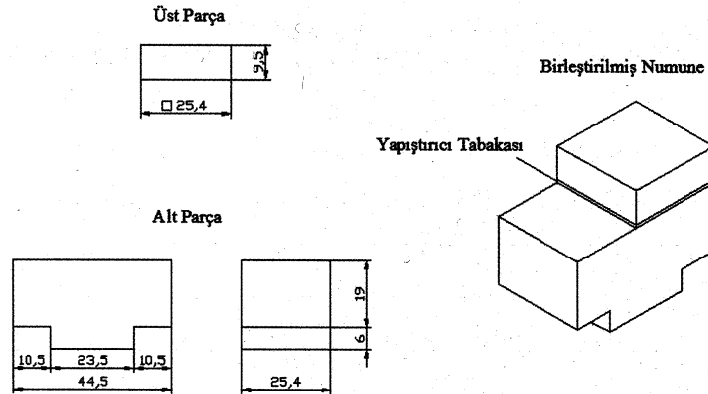 Üst Parça
9,5
□ 25,4
Birleştirilmiş Numune
Yapıştırıcı Tabakası
Alt Parça
19
6
10,5 23,5 10,5
44,5
25,4